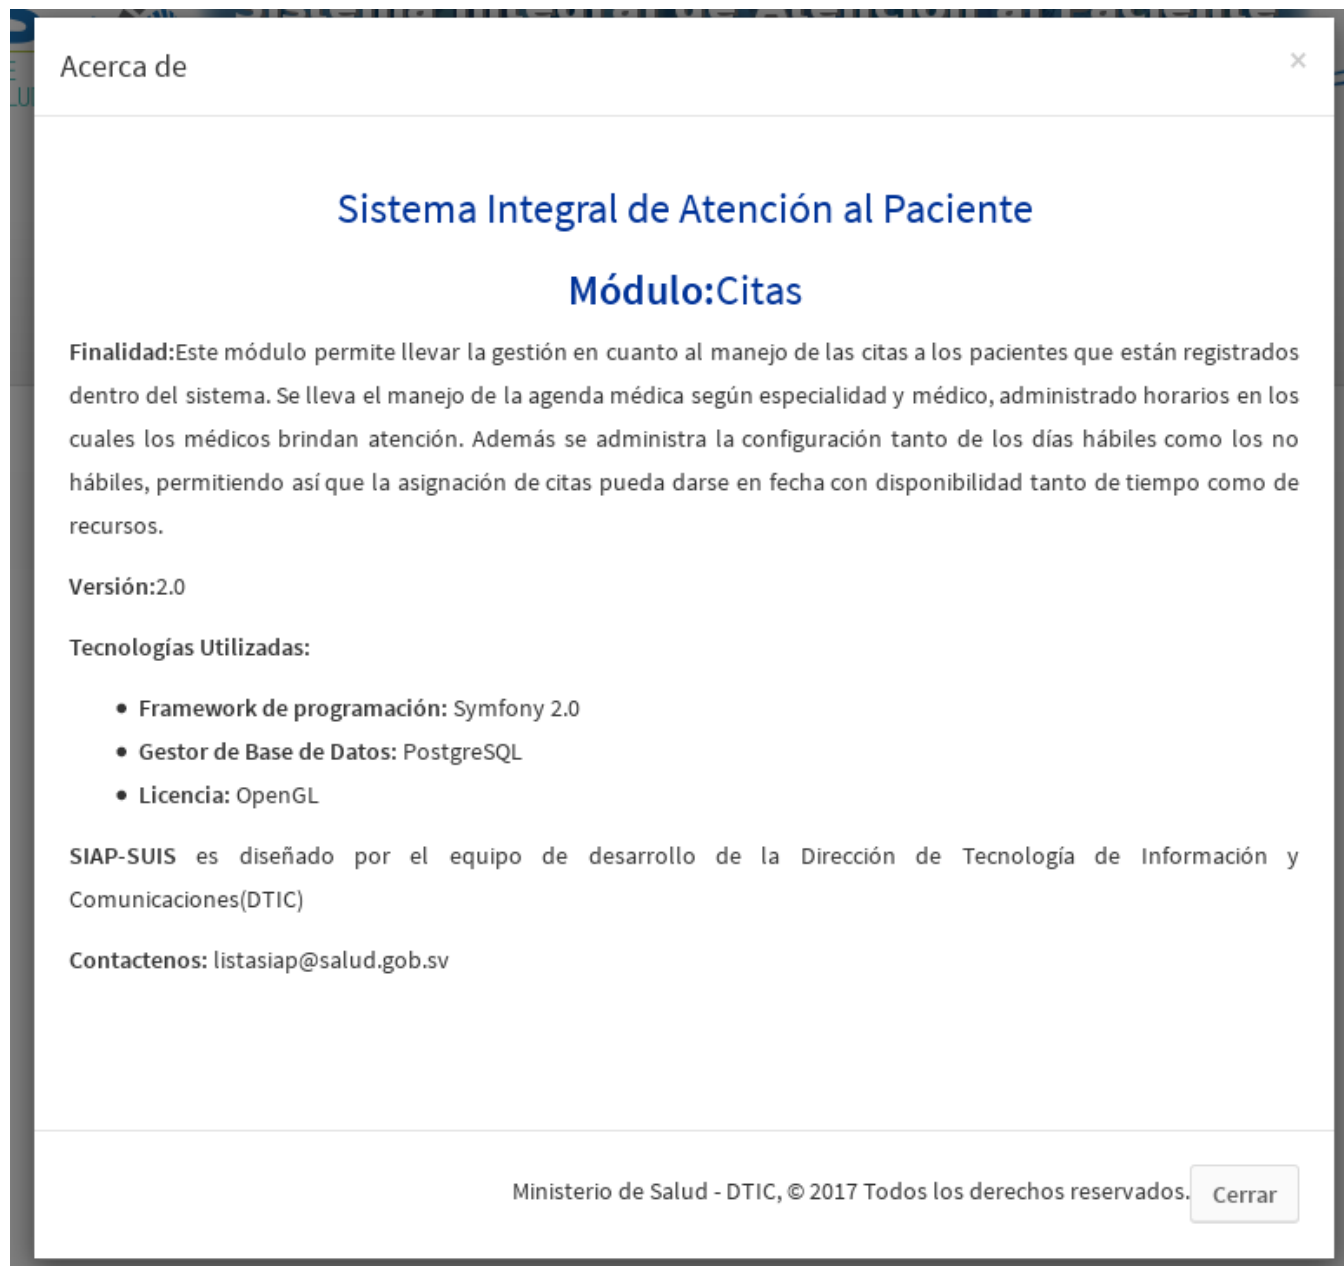 Sistema Integral de Atención al Paciente
Acerca de
×
Sistema Integral de Atención al Paciente
Módulo:Citas
Finalidad:Este módulo permite llevar la gestión en cuanto al manejo de las citas a los pacientes que están registrados
dentro del sistema. Se lleva el manejo de la agenda médica según especialidad y médico, administrado horarios en los
cuales los médicos brindan atención. Además se administra la configuración tanto de los días hábiles como los no
hábiles, permitiendo así que la asignación de citas pueda darse en fecha con disponibilidad tanto de tiempo como de
recursos.
Versión:2.0
Tecnologías Utilizadas:
• Framework de programación: Symfony 2.0
• Gestor de Base de Datos: PostgreSQL
• Licencia: OpenGL
SIAP-SUIS es diseñado por el equipo de desarrollo de la Dirección de Tecnología de Información y
Comunicaciones(DTIC)
Contactenos: listasiap@salud.gob.sv
Ministerio de Salud - DTIC, © 2017 Todos los derechos reservados.
Cerrar